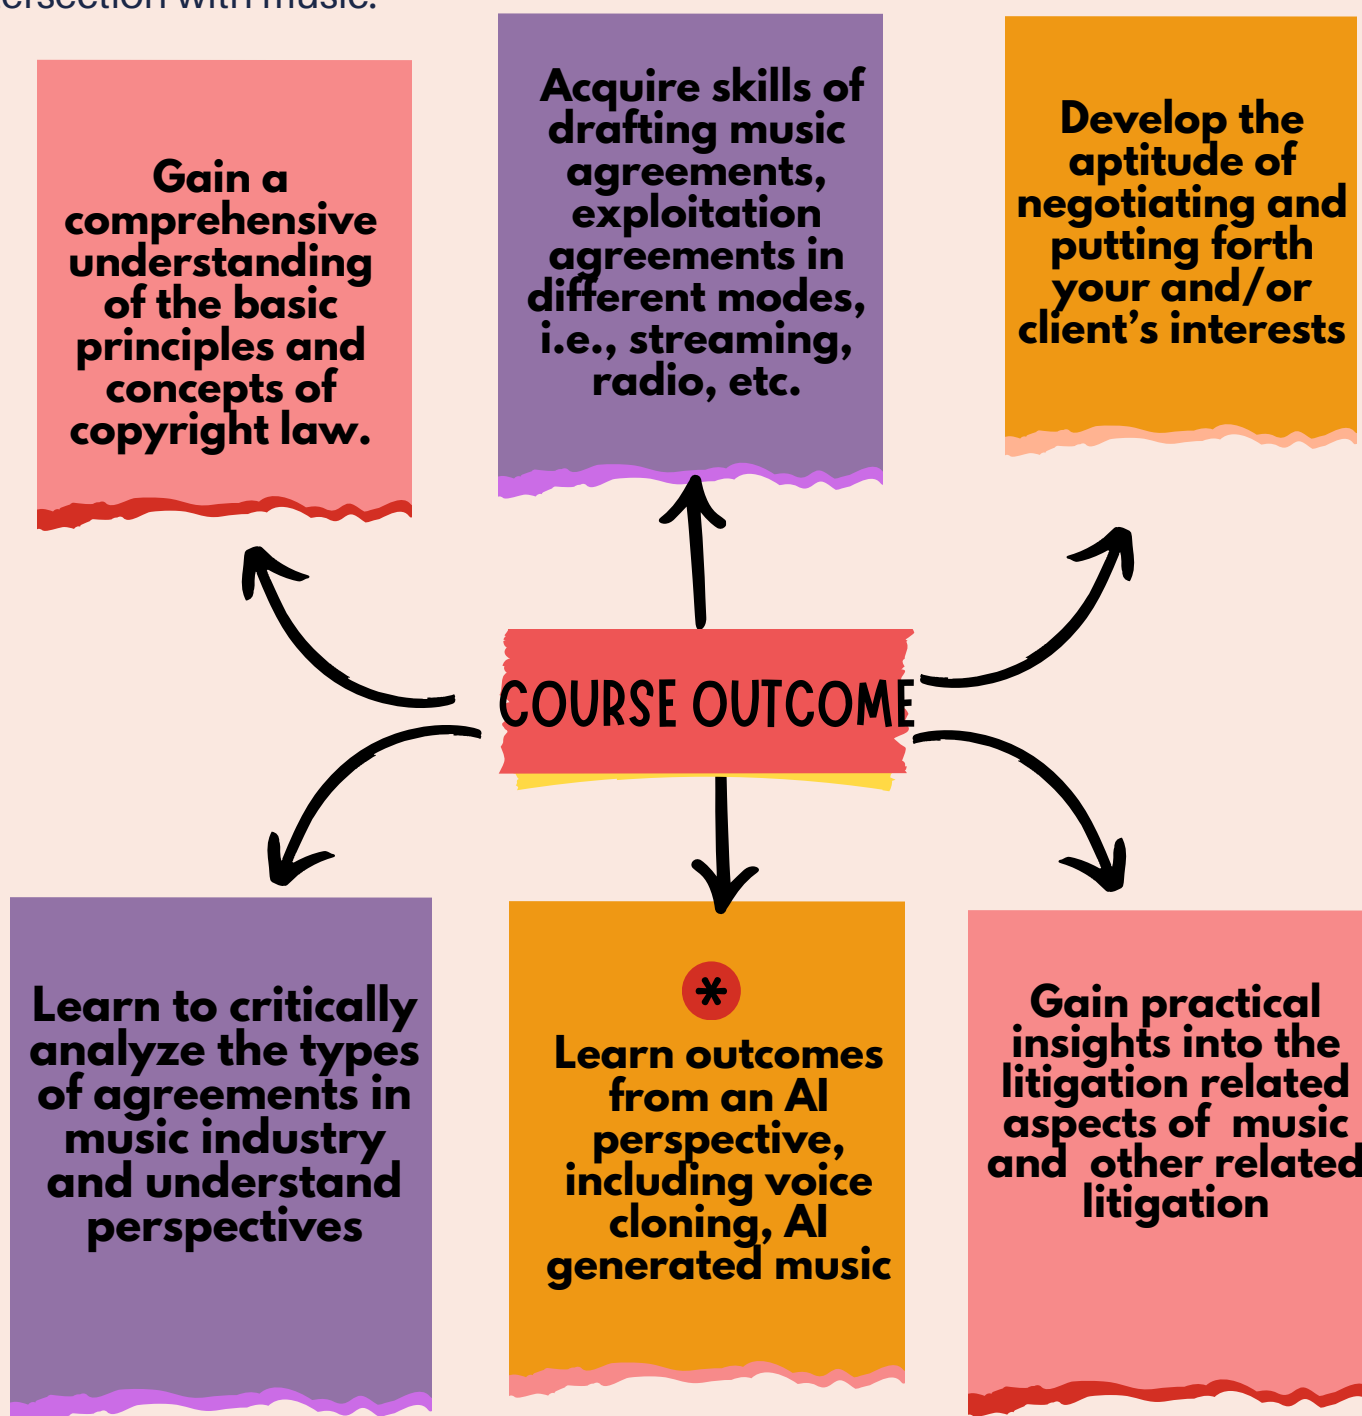 intersection with music.
Gain a
comprehensive
understanding
of the basic
principles and
concepts of
copyright law.
Acquire skills of
drafting music
agreements,
exploitation
agreements in
different modes,
i.e., streaming,
radio, etc.
Develop the
aptitude of
negotiating and
putting forth
your and/or
client’s interests
COURSE OUTCOME
Learn to critically
analyze the types
of agreements in
music industry
and understand
perspectives
*
Learn outcomes
from an AI
perspective,
including voice
cloning, AI
generated music
Gain practical
insights into the
litigation related
aspects of music
and other related
litigation